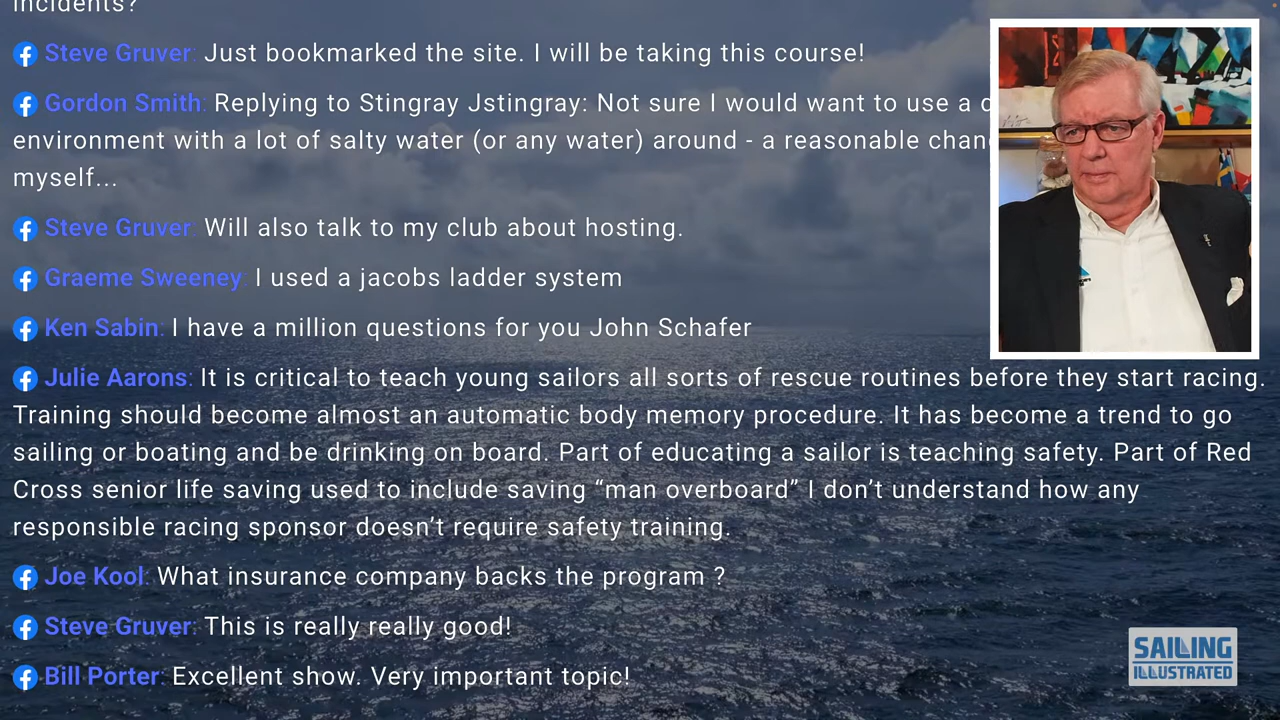 incidents?
Steve Gruver: Just bookmarked the site. I will be taking this course!
Gordon Smith: Replying to Stingray Jstingray: Not sure I would want to use a
environment with a lot of salty water (or any water) around - a reasonable
myself...
Steve Gruver: Will also talk to my club about hosting.
Graeme Sweeney: I used a jacobs ladder system
Ken Sabin: I have a million questions for you John Schafer
Julie Aarons: It is critical to teach young sailors all sorts of rescue routines before they start racing.
Training should become almost an automatic body memory procedure. It has become a trend to go
sailing or boating and be drinking on board. Part of educating a sailor is teaching safety. Part of Red
Cross senior life saving used to include saving “man overboard” I don’t understand how any
responsible racing sponsor doesn’t require safety training.
Joe Kool: What insurance company backs the program ?
Steve Gruver: This is really really good!
Bill Porter: Excellent show. Very important topic!
SAILING
ILLUSTRATED